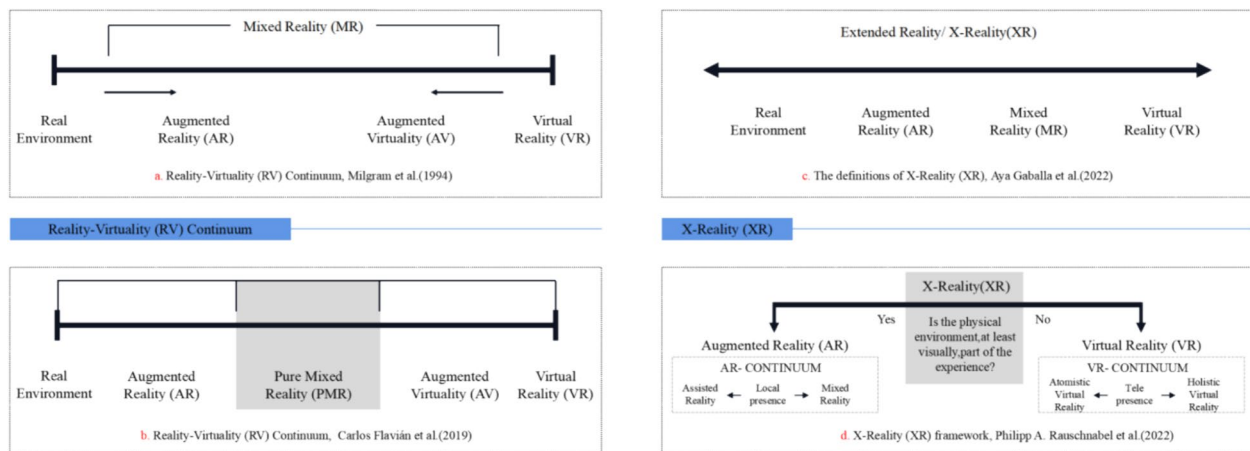 Mixed Reality (MR)
Real
Environment
Augmented
Reality (AR)
Augmented
Virtuality (AV)
Virtual
Reality (VR)
a. Reality-Virtuality (RV) Continuum, Milgram et al.(1994)
Reality-Virtuality (RV) Continuum
Real
Environment
Augmented
Reality (AR)
Pure Mixed
Reality (PMR)
Augmented
Virtuality (AV)
Virtual
Reality (VR)
b. Reality-Virtuality (RV) Continuum, Carlos Flavián et al.(2019)
Extended Reality/ X-Reality(XR)
Real
Environment
Augmented
Reality (AR)
Mixed
Reality (MR)
Virtual
Reality (VR)
c. The definitions of X-Reality (XR), Aya Gaballa et al.(2022)
X-Reality (XR)
X-Reality(XR)
Yes
Is the physical
environment,at least
visually,part of the
experience?
No
Augmented Reality (AR)
AR- CONTINUUM
Assisted
Reality
Local
presence
Mixed
Reality
Virtual Reality (VR)
VR- CONTINUUM
Atomistic
Virtual
Reality
Tele
presence
Holistic
Virtual
Reality
d. X-Reality (XR) framework, Philipp A. Rauschnabel et al.(2022)